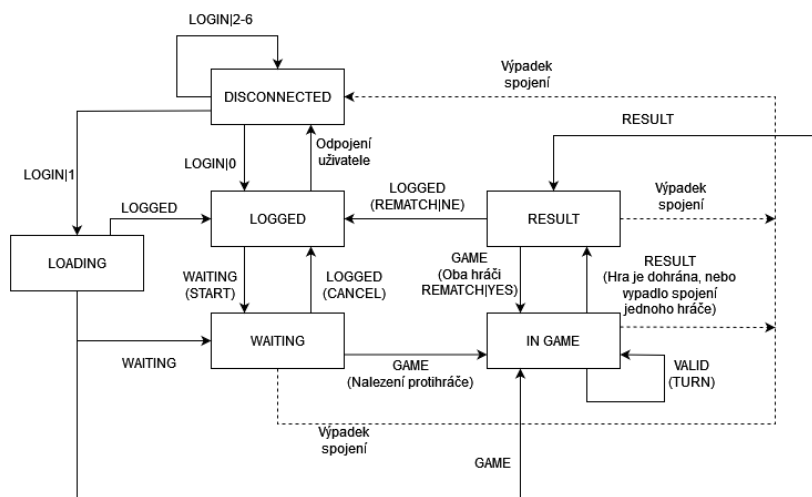 LOGIN|2-6
Výpadek
spojení
DISCONNECTED
RESULT
Odpojení
uživatele
LOGIN|0
LOGIN|1
LOGGED
(REMATCH|NE)
Výpadek
spojení
LOGGED
LOGGED
RESULT
LOADING
WAITING
(START)
LOGGED
(CANCEL)
GAME
(Oba hráči
REMATCH|YES)
RESULT
(Hra je dohrána, nebo
vypadlo spojení
jednoho hráče)
WAITING
IN GAME
WAITING
GAME
(Nalezení protihráče)
VALID
(TURN)
Výpadek
spojení
GAME